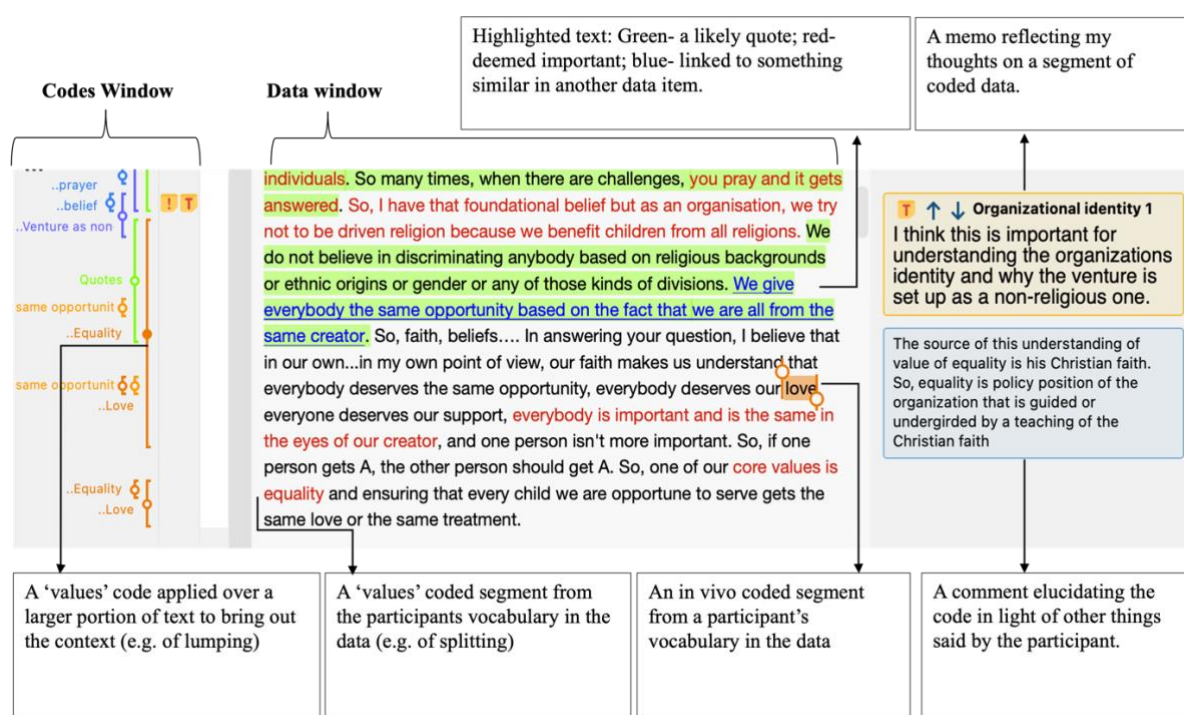 Highlighted text: Green- a likely quote; red-
deemed important; blue- linked to something
similar in another data item.
A memo reflecting my
thoughts on a segment of
coded data.
Codes Window
Data window
..prayer
..belief
! T
..Venture as non
Quotes
same opportunit
..Equality
same opportunit
..Love
..Equality
..Love
individuals. So many times, when there are challenges, you pray and it gets
answered. So, I have that foundational belief but as an organisation, we try
not to be driven religion because we benefit children from all religions. We
do not believe in discriminating anybody based on religious backgrounds
or ethnic origins or gender or any of those kinds of divisions. We give
everybody the same opportunity based on the fact that we are all from the
same creator. So, faith, beliefs…. In answering your question, I believe that
in our own...in my own point of view, our faith makes us understand that
everybody deserves the same opportunity, everybody deserves our love
everyone deserves our support, everybody is important and is the same in
the eyes of our creator, and one person isn't more important. So, if one
person gets A, the other person should get A. So, one of our core values is
equality and ensuring that every child we are opportune to serve gets the
same love or the same treatment.
T ↑ ↓ Organizational identity 1
I think this is important for
understanding the organizations
identity and why the venture is
set up as a non-religious one.
The source of this understanding of
value of equality is his Christian faith.
So, equality is policy position of the
organization that is guided or
undergirded by a teaching of the
Christian faith
A ‘values’ code applied over a
larger portion of text to bring out
the context (e.g. of lumping)
A ‘values’ coded segment from
the participants vocabulary in the
data (e.g. of splitting)
An in vivo coded segment
from a participant’s
vocabulary in the data
A comment elucidating the
code in light of other things
said by the participant.